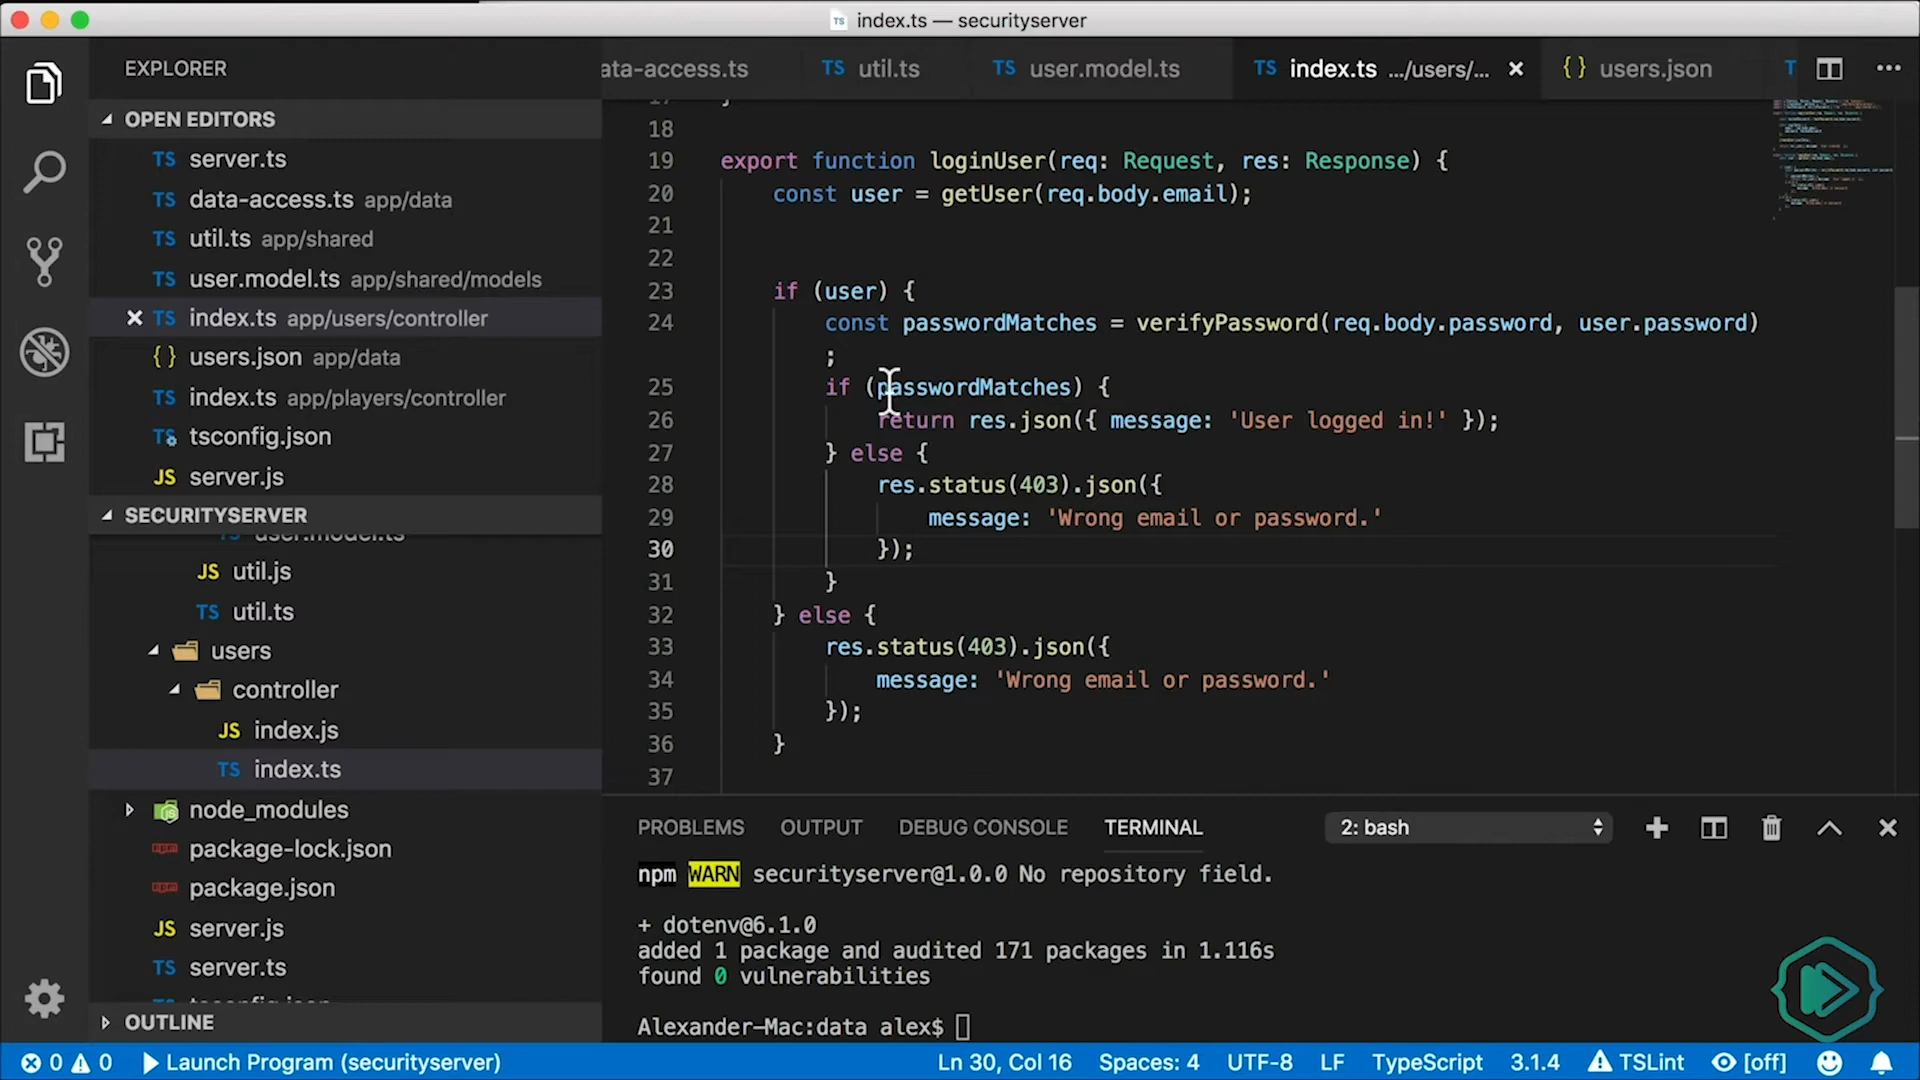 index.ts — securityserver
EXPLORER
OPEN EDITORS
TS server.ts
TS data-access.ts app/data
TS util.ts app/shared
TS user.model.ts app/shared/models
TS index.ts app/users/controller
{ } users.json app/data
TS index.ts app/players/controller
tsconfig.json
JS server.js
SECURITYSERVER
TS user.model.ts
JS util.js
TS util.ts
users
controller
JS index.js
TS index.ts
node_modules
package-lock.json
package.json
JS server.js
TS server.ts
tsconfig.json
OUTLINE
ata-access.ts
TS util.ts
TS user.model.ts
TS index.ts .../users/...
{ } users.json
17 }
18
19 export function loginUser(req: Request, res: Response) {
20 const user = getUser(req.body.email);
21
22
23 if (user) {
24 const passwordMatches = verifyPassword(req.body.password, user.password)
;
25 if (passwordMatches) {
26 return res.json({ message: 'User logged in!' });
27 } else {
28 res.status(403).json({
29 message: 'Wrong email or password.'
30 });
31 }
32 } else {
33 res.status(403).json({
34 message: 'Wrong email or password.'
35 });
36 }
37
PROBLEMS OUTPUT DEBUG CONSOLE TERMINAL 2: bash
npm WARN securityserver@1.0.0 No repository field.
+ dotenv@6.1.0
added 1 package and audited 171 packages in 1.116s
found 0 vulnerabilities
Alexander-Mac:data alex$
0 0 Launch Program (securityserver) Ln 30, Col 16 Spaces: 4 UTF-8 LF TypeScript 3.1.4 TSLint [off]